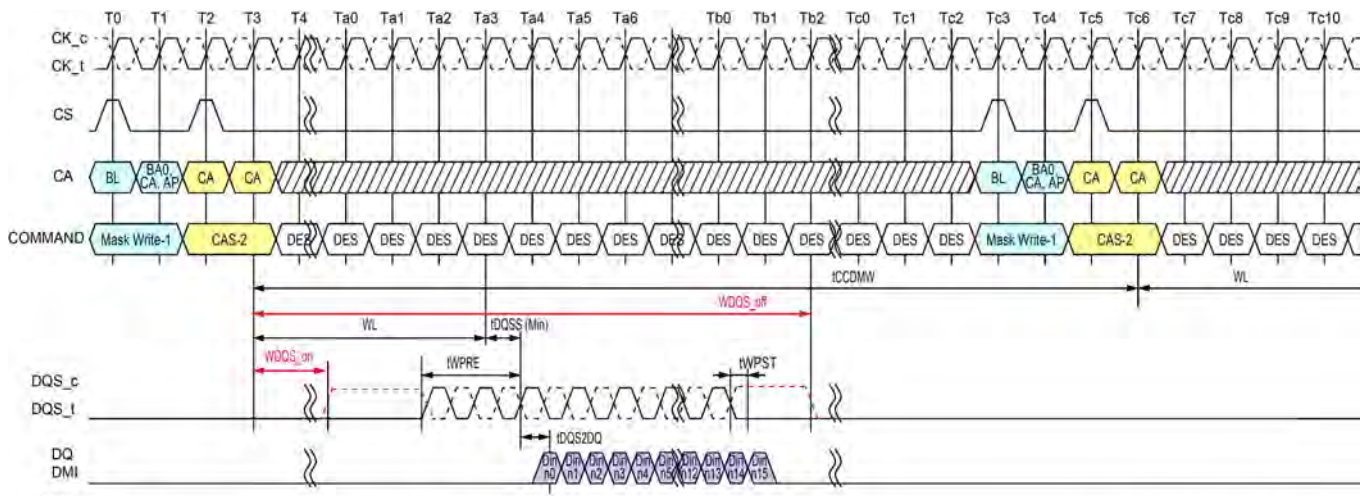 T0 T1 T2 T3 T4 Ta0 Ta1 Ta2 Ta3 Ta4 Ta5 Ta6 Tb0 Tb1 Tb2 Tc0 Tc1 Tc2 Tc3 Tc4 Tc5 Tc6 Tc7 Tc8 Tc9 Tc10
CK_c
CK_t
CS
CA BL BA0, CA, AP CA CA BL BA0, CA, AP CA CA
COMMAND Mask Write-1 CAS-2 DES DES DES DES DES DES DES DES DES DES DES DES DES DES DES Mask Write-1 CAS-2 DES DES DES DES
tCCDMW WL
WDQS_off
WL tDQSS (Min)
WDQS_on tWPRE tWPST
DQS_c
DQS_t
tDQS2DQ
DQ
DMI
Din n0 Din n1 Din n2 Din n3 Din n4 Din n5 Din n12 Din n13 Din n14 Din n15